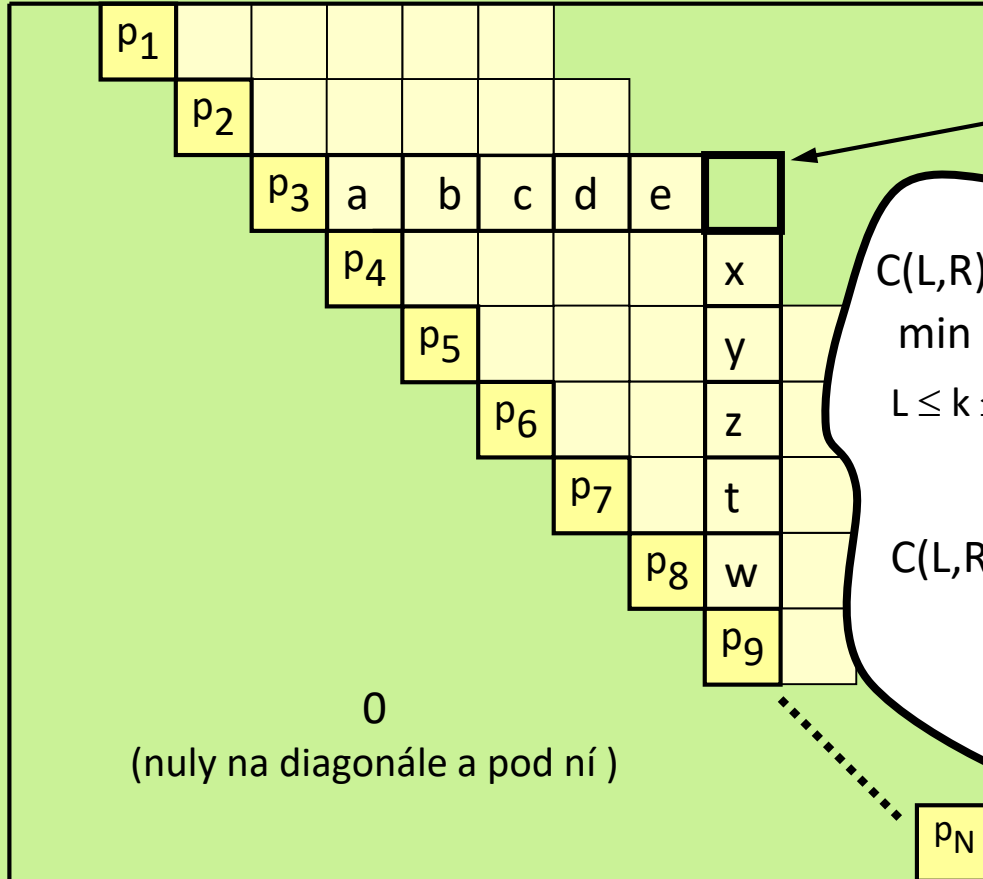 p1
p2
p3 a b c d e
p4 x
p5 y
p6 z
p7 t
p8 w
p9
C(L,R)
min
L ≤ k ≤
C(L,R
0
(nuly na diagonále a pod ní )
pN